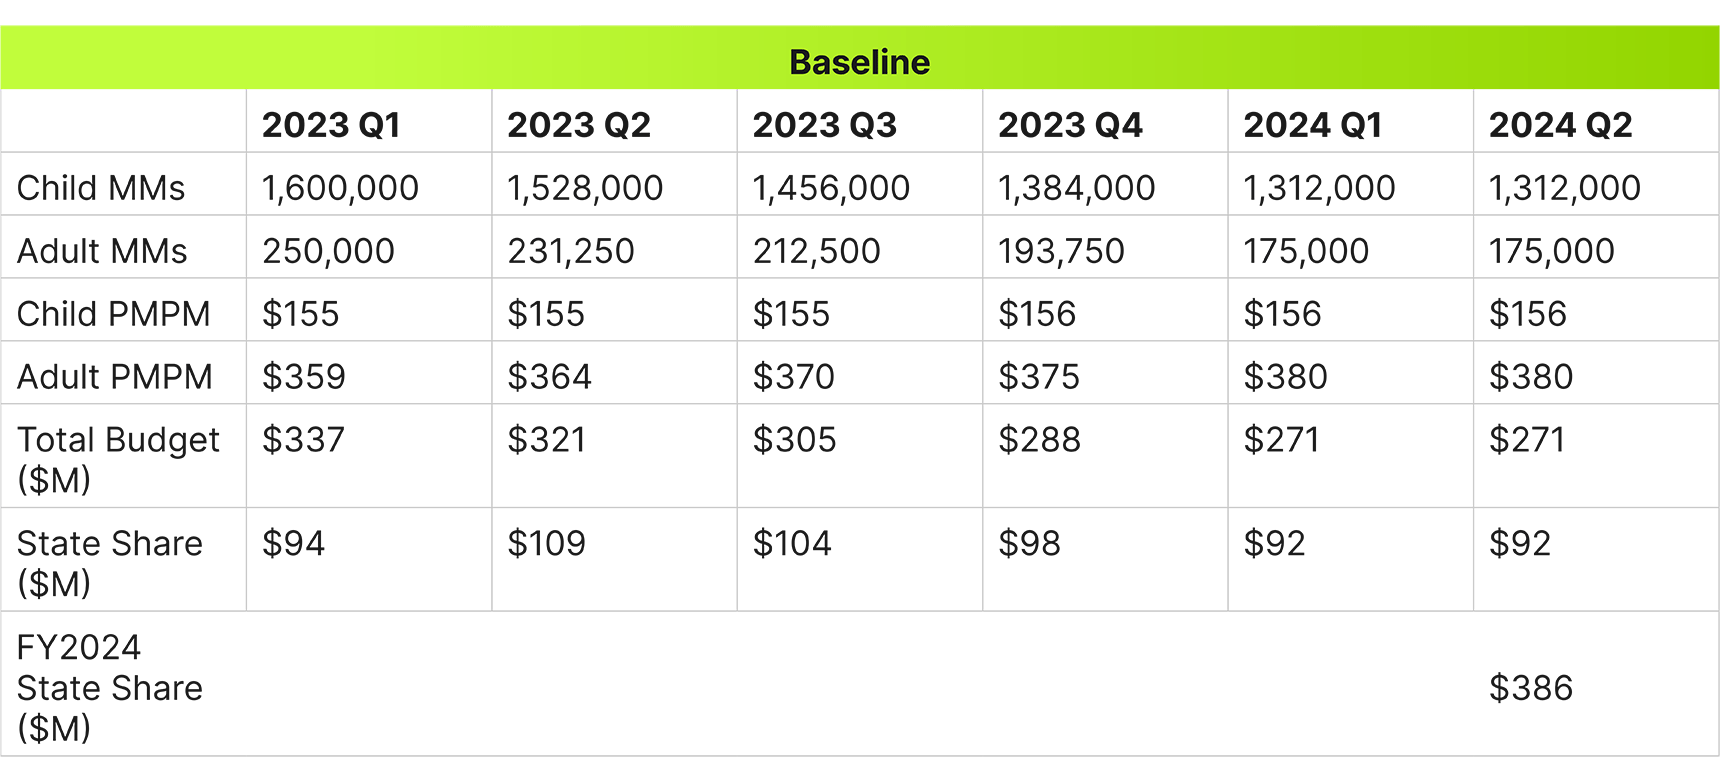 Baseline
2023 Q1 2023 Q2 2023 Q3 2023 Q4 2024 Q1 2024 Q2
Child MMs 1,600,000 1,528,000 1,456,000 1,384,000 1,312,000 1,312,000
Adult MMs 250,000 231,250 212,500 193,750 175,000 175,000
Child PMPM $155 $155 $155 $156 $156 $156
Adult PMPM $359 $364 $370 $375 $380 $380
Total Budget $337 $321 $305 $288 $271 $271
($M)
State Share $94 $109 $104 $98 $92 $92
($M)
FY2024
State Share $386
($M)